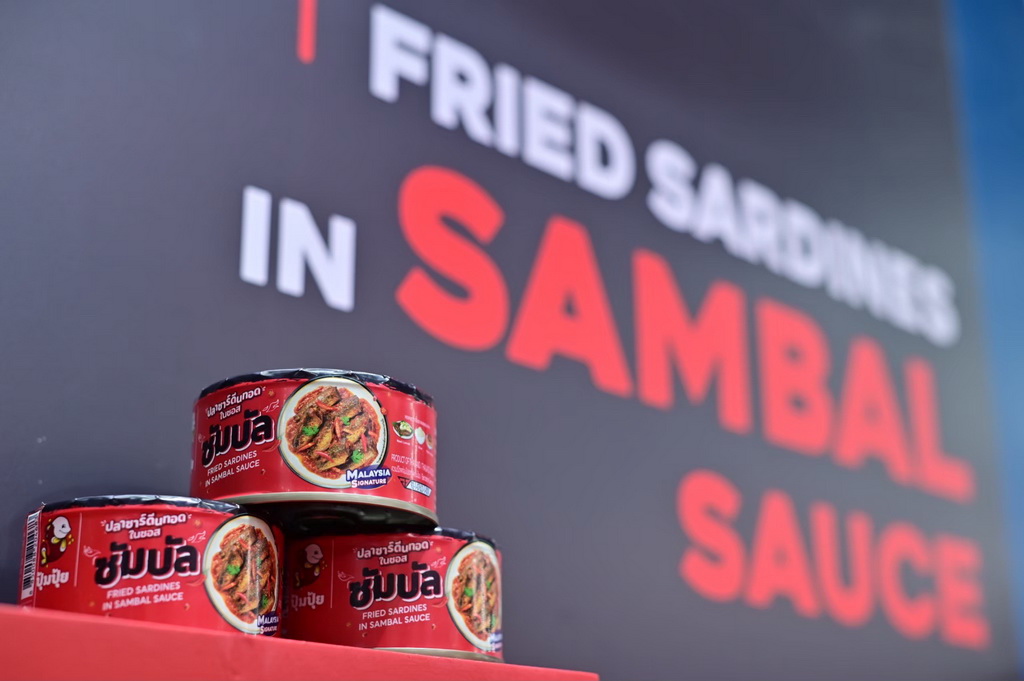 FRIED SARDINES
IN SAMBAL
SAUCE
ปลาซาร์ดีนทอด
ในซอส
ซัมบัล
FRIED SARDINES
IN SAMBAL SAUCE
MALAYSIA
SIGNATURE
ปุ้มปุ้ย
ปลาซาร์ดีนทอด
ในซอส
ซัมบัล
FRIED SARDINES
IN SAMBAL SAUCE
MALAYSIA
SIGNATURE
ปุ้มปุ้ย
ปลาซาร์ดีนทอด
ในซอส
ซัมบัล
FRIED SARDINES
IN SAMBAL SAUCE